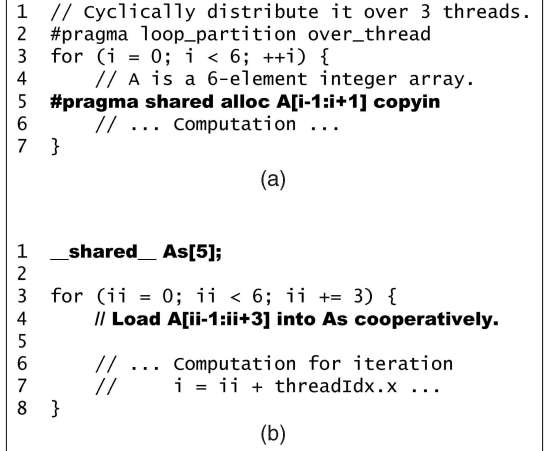 1 // Cyclically distribute it over 3 threads.
2 #pragma loop_partition over_thread
3 for (i = 0; i < 6; ++i) {
4     // A is a 6-element integer array.
5 #pragma shared alloc A[i-1:i+1] copyin
6     // ... Computation ...
7 }
(a)
1 __shared__ As[5];
2
3 for (ii = 0; ii < 6; ii += 3) {
4     // Load A[ii-1:ii+3] into As cooperatively.
5
6     // ... Computation for iteration
7     //     i = ii + threadIdx.x ...
8 }
(b)